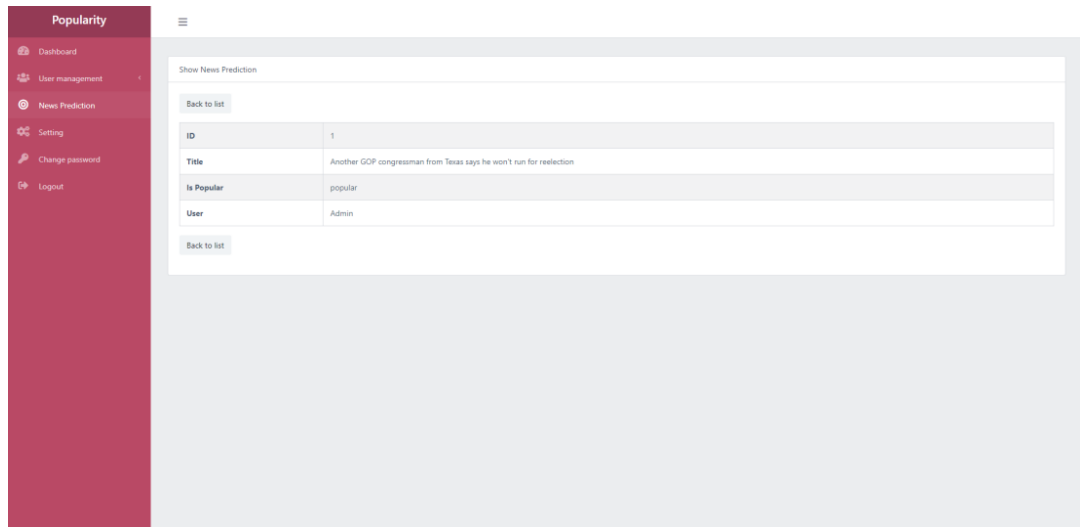 Popularity
Dashboard
User management
News Prediction
Setting
Change password
Logout
Show News Prediction
Back to list
ID 1
Title Another GOP congressman from Texas says he won't run for reelection
Is Popular popular
User Admin
Back to list